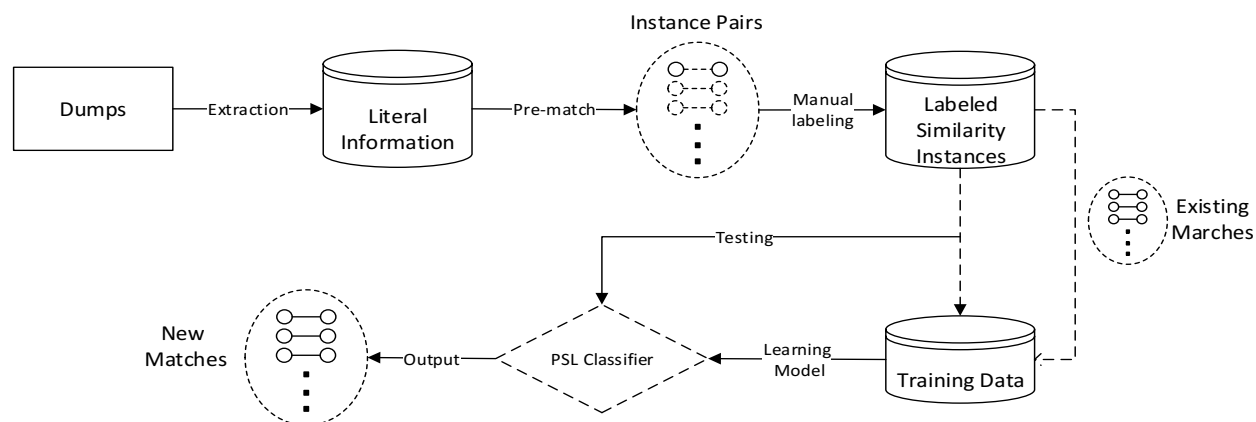 Instance Pairs
Dumps
Extraction
Literal
Information
Pre-match
Manual
labeling
Labeled
Similarity
Instances
Existing
Marches
Testing
New
Matches
Output
PSL Classifier
Learning
Model
Training Data